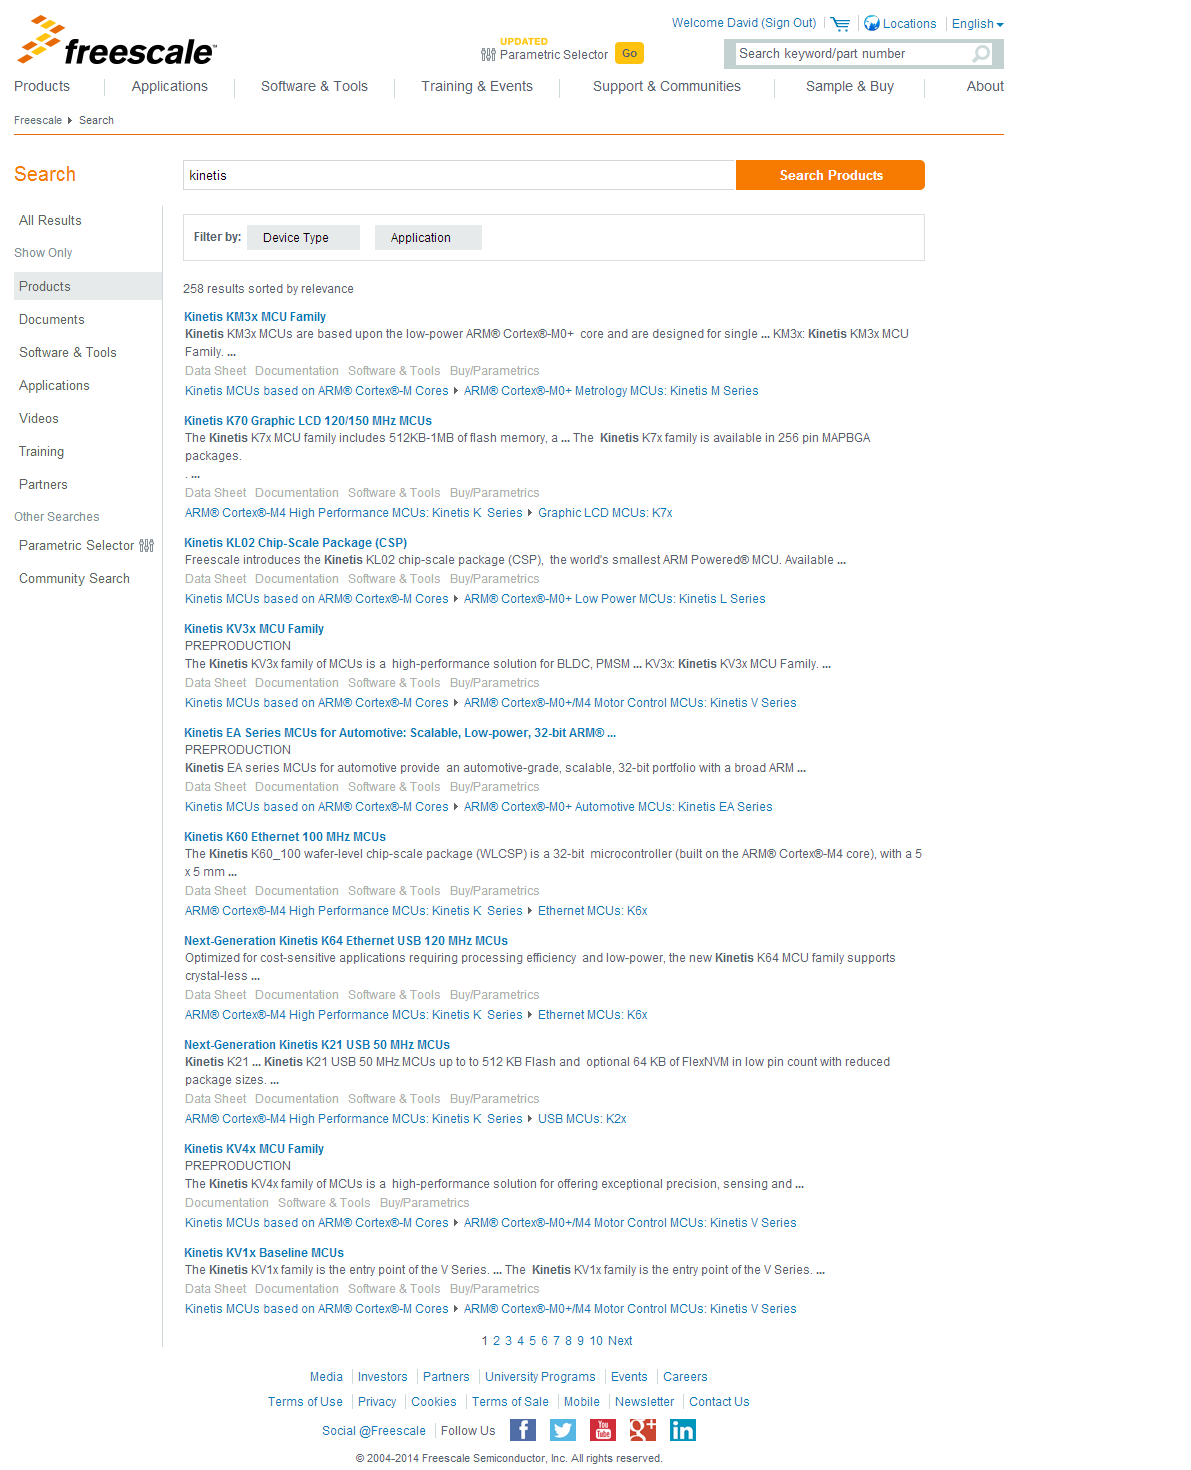 freescale™
Welcome David (Sign Out)
Locations
English
UPDATED
Parametric Selector
Go
Search keyword/part number
Products
Applications
Software & Tools
Training & Events
Support & Communities
Sample & Buy
About
Freescale
Search
Search
kinetis
Search Products
All Results
Show Only
Products
Documents
Software & Tools
Applications
Videos
Training
Partners
Other Searches
Parametric Selector
Community Search
Filter by:
Device Type
Application
258 results sorted by relevance
Kinetis KM3x MCU Family
Kinetis KM3x MCUs are based upon the low-power ARM® Cortex®-M0+ core and are designed for single ... KM3x: Kinetis KM3x MCU
Family. ...
Data Sheet Documentation Software & Tools Buy/Parametrics
Kinetis MCUs based on ARM® Cortex®-M Cores ARM® Cortex®-M0+ Metrology MCUs: Kinetis M Series
Kinetis K70 Graphic LCD 120/150 MHz MCUs
The Kinetis K7x MCU family includes 512KB-1MB of flash memory, a ... The Kinetis K7x family is available in 256 pin MAPBGA
packages.
. ...
Data Sheet Documentation Software & Tools Buy/Parametrics
ARM® Cortex®-M4 High Performance MCUs: Kinetis K Series Graphic LCD MCUs: K7x
Kinetis KL02 Chip-Scale Package (CSP)
Freescale introduces the Kinetis KL02 chip-scale package (CSP), the world's smallest ARM Powered® MCU. Available ...
Data Sheet Documentation Software & Tools Buy/Parametrics
Kinetis MCUs based on ARM® Cortex®-M Cores ARM® Cortex®-M0+ Low Power MCUs: Kinetis L Series
Kinetis KV3x MCU Family
PREPRODUCTION
The Kinetis KV3x family of MCUs is a high-performance solution for BLDC, PMSM ... KV3x: Kinetis KV3x MCU Family. ...
Data Sheet Documentation Software & Tools Buy/Parametrics
Kinetis MCUs based on ARM® Cortex®-M Cores ARM® Cortex®-M0+/M4 Motor Control MCUs: Kinetis V Series
Kinetis EA Series MCUs for Automotive: Scalable, Low-power, 32-bit ARM® ...
PREPRODUCTION
Kinetis EA series MCUs for automotive provide an automotive-grade, scalable, 32-bit portfolio with a broad ARM ...
Data Sheet Documentation Software & Tools Buy/Parametrics
Kinetis MCUs based on ARM® Cortex®-M Cores ARM® Cortex®-M0+ Automotive MCUs: Kinetis EA Series
Kinetis K60 Ethernet 100 MHz MCUs
The Kinetis K60_100 wafer-level chip-scale package (WLCSP) is a 32-bit microcontroller (built on the ARM® Cortex®-M4 core), with a 5
x 5 mm ...
Data Sheet Documentation Software & Tools Buy/Parametrics
ARM® Cortex®-M4 High Performance MCUs: Kinetis K Series Ethernet MCUs: K6x
Next-Generation Kinetis K64 Ethernet USB 120 MHz MCUs
Optimized for cost-sensitive applications requiring processing efficiency and low-power, the new Kinetis K64 MCU family supports
crystal-less ...
Data Sheet Documentation Software & Tools Buy/Parametrics
ARM® Cortex®-M4 High Performance MCUs: Kinetis K Series Ethernet MCUs: K6x
Next-Generation Kinetis K21 USB 50 MHz MCUs
Kinetis K21 ... Kinetis K21 USB 50 MHz MCUs up to to 512 KB Flash and optional 64 KB of FlexNVM in low pin count with reduced
package sizes. ...
Data Sheet Documentation Software & Tools Buy/Parametrics
ARM® Cortex®-M4 High Performance MCUs: Kinetis K Series USB MCUs: K2x
Kinetis KV4x MCU Family
PREPRODUCTION
The Kinetis KV4x family of MCUs is a high-performance solution for offering exceptional precision, sensing and ...
Documentation Software & Tools Buy/Parametrics
Kinetis MCUs based on ARM® Cortex®-M Cores ARM® Cortex®-M0+/M4 Motor Control MCUs: Kinetis V Series
Kinetis KV1x Baseline MCUs
The Kinetis KV1x family is the entry point of the V Series. ... The Kinetis KV1x family is the entry point of the V Series. ...
Data Sheet Documentation Software & Tools Buy/Parametrics
Kinetis MCUs based on ARM® Cortex®-M Cores ARM® Cortex®-M0+/M4 Motor Control MCUs: Kinetis V Series
1 2 3 4 5 6 7 8 9 10 Next
Media Investors Partners University Programs Events Careers
Terms of Use Privacy Cookies Terms of Sale Mobile Newsletter Contact Us
Social @Freescale Follow Us f You Tube g+ in
© 2004-2014 Freescale Semiconductor, Inc. All rights reserved.